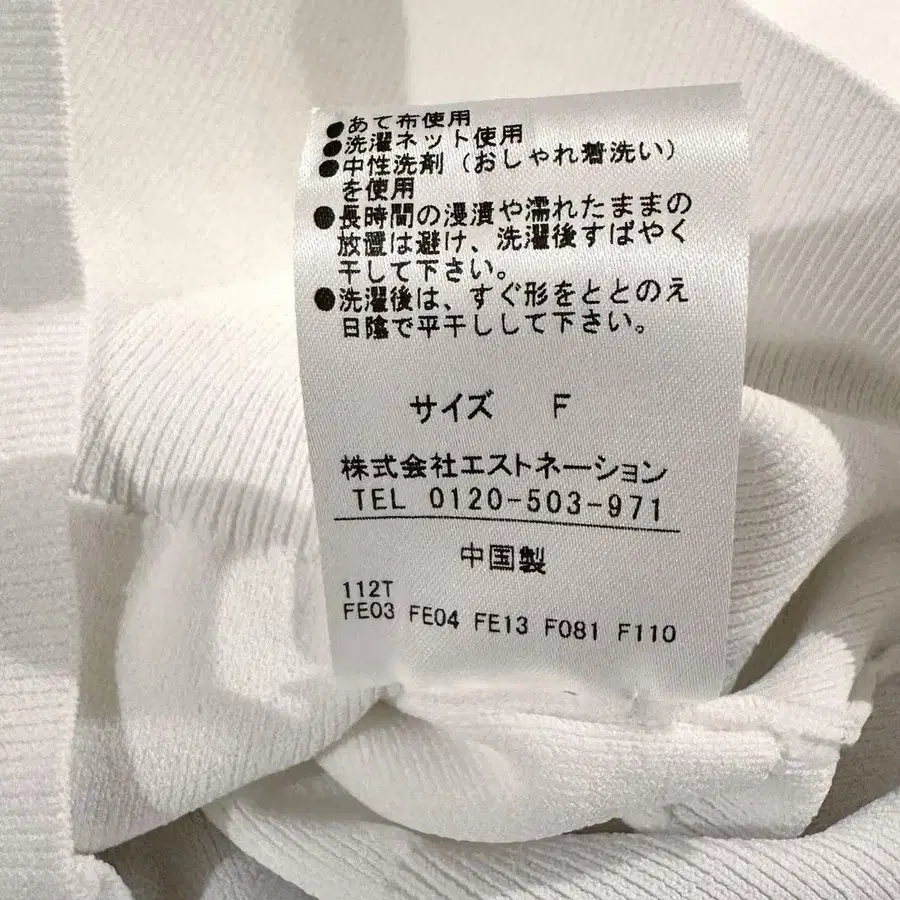 ●あて布使用
●洗濯ネット使用
●中性洗剤（おしゃれ着洗い）
を使用
●長時間の浸漬や濡れたままの
放置は避け、洗濯後すばやく
干して下さい。
●洗濯後は、すぐ形をととのえ
日陰で平干しして下さい。
サイズ F
株式会社エストネーション
TEL 0120-503-971
中国製
112T
FE03 FE04 FE13 F081 F110